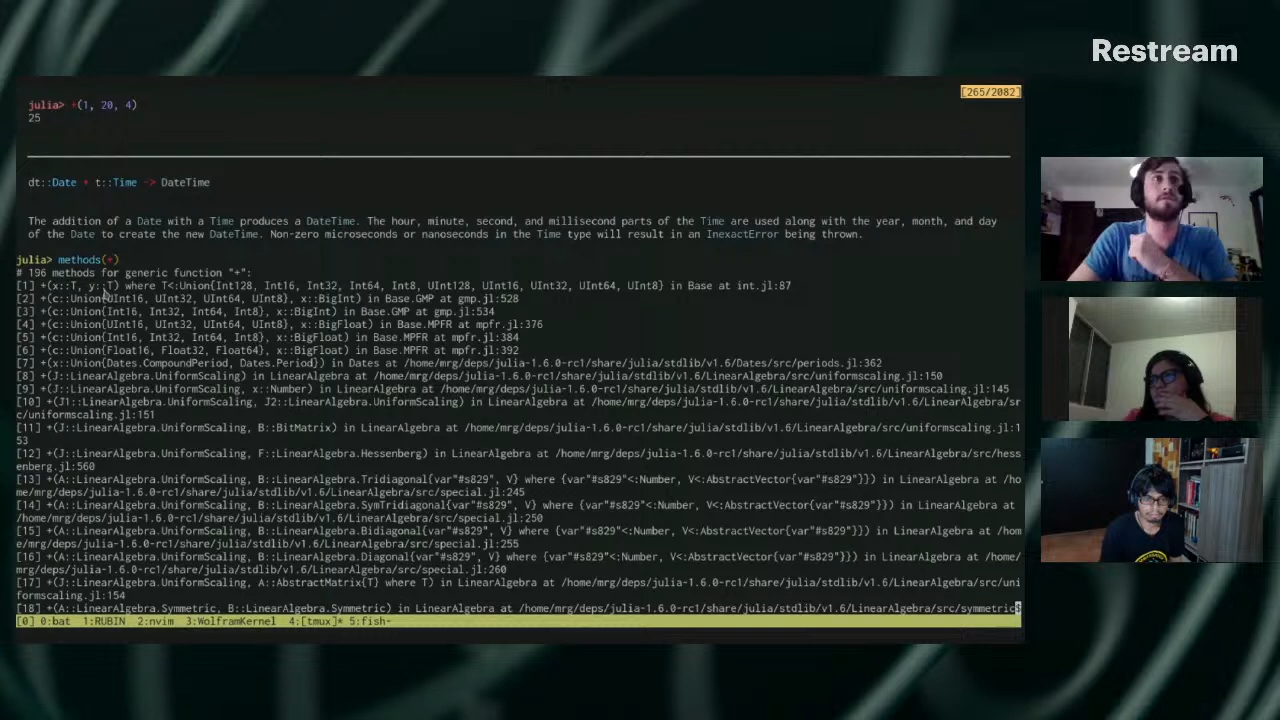 Restream
[265/2082]
julia> +(1, 20, 4)
25
dt::Date + t::Time -> DateTime
The addition of a Date with a Time produces a DateTime. The hour, minute, second, and millisecond parts of the Time are used along with the year, month, and day
of the Date to create the new DateTime. Non-zero microseconds or nanoseconds in the Time type will result in an InexactError being thrown.
julia> methods(+)
# 196 methods for generic function "+":
[1] +(x::T, y::T) where T<:Union{Int128, Int16, Int32, Int64, Int8, UInt128, UInt16, UInt32, UInt64, UInt8} in Base at int.jl:87
[2] +(c::Union{UInt16, UInt32, UInt64, UInt8}, x::BigInt) in Base.GMP at gmp.jl:528
[3] +(c::Union{Int16, Int32, Int64, Int8}, x::BigInt) in Base.GMP at gmp.jl:534
[4] +(c::Union{UInt16, UInt32, UInt64, UInt8}, x::BigFloat) in Base.MPFR at mpfr.jl:376
[5] +(c::Union{Int16, Int32, Int64, Int8}, x::BigFloat) in Base.MPFR at mpfr.jl:384
[6] +(c::Union{Float16, Float32, Float64}, x::BigFloat) in Base.MPFR at mpfr.jl:392
[7] +(x::Union{Dates.CompoundPeriod, Dates.Period}) in Dates at /home/mrg/deps/julia-1.6.0-rc1/share/julia/stdlib/v1.6/Dates/src/periods.jl:362
[8] +(J::LinearAlgebra.UniformScaling) in LinearAlgebra at /home/mrg/deps/julia-1.6.0-rc1/share/julia/stdlib/v1.6/LinearAlgebra/src/uniformscaling.jl:150
[9] +(J::LinearAlgebra.UniformScaling, x::Number) in LinearAlgebra at /home/mrg/deps/julia-1.6.0-rc1/share/julia/stdlib/v1.6/LinearAlgebra/src/uniformscaling.jl:145
[10] +(J1::LinearAlgebra.UniformScaling, J2::LinearAlgebra.UniformScaling) in LinearAlgebra at /home/mrg/deps/julia-1.6.0-rc1/share/julia/stdlib/v1.6/LinearAlgebra/sr
c/uniformscaling.jl:151
[11] +(J::LinearAlgebra.UniformScaling, B::BitMatrix) in LinearAlgebra at /home/mrg/deps/julia-1.6.0-rc1/share/julia/stdlib/v1.6/LinearAlgebra/src/uniformscaling.jl:1
53
[12] +(J::LinearAlgebra.UniformScaling, F::LinearAlgebra.Hessenberg) in LinearAlgebra at /home/mrg/deps/julia-1.6.0-rc1/share/julia/stdlib/v1.6/LinearAlgebra/src/hess
enberg.jl:560
[13] +(A::LinearAlgebra.UniformScaling, B::LinearAlgebra.Tridiagonal{var"#s829", V} where {var"#s829"<:Number, V<:AbstractVector{var"#s829"}}) in LinearAlgebra at /ho
me/mrg/deps/julia-1.6.0-rc1/share/julia/stdlib/v1.6/LinearAlgebra/src/special.jl:245
[14] +(A::LinearAlgebra.UniformScaling, B::LinearAlgebra.SymTridiagonal{var"#s829", V} where {var"#s829"<:Number, V<:AbstractVector{var"#s829"}}) in LinearAlgebra at
/home/mrg/deps/julia-1.6.0-rc1/share/julia/stdlib/v1.6/LinearAlgebra/src/special.jl:250
[15] +(A::LinearAlgebra.UniformScaling, B::LinearAlgebra.Bidiagonal{var"#s829", V} where {var"#s829"<:Number, V<:AbstractVector{var"#s829"}}) in LinearAlgebra at /hom
e/mrg/deps/julia-1.6.0-rc1/share/julia/stdlib/v1.6/LinearAlgebra/src/special.jl:255
[16] +(A::LinearAlgebra.UniformScaling, B::LinearAlgebra.Diagonal{var"#s829", V} where {var"#s829"<:Number, V<:AbstractVector{var"#s829"}}) in LinearAlgebra at /home/
mrg/deps/julia-1.6.0-rc1/share/julia/stdlib/v1.6/LinearAlgebra/src/special.jl:260
[17] +(J::LinearAlgebra.UniformScaling, A::AbstractMatrix{T} where T) in LinearAlgebra at /home/mrg/deps/julia-1.6.0-rc1/share/julia/stdlib/v1.6/LinearAlgebra/src/uni
formscaling.jl:154
[18] +(A::LinearAlgebra.Symmetric, B::LinearAlgebra.Symmetric) in LinearAlgebra at /home/mrg/deps/julia-1.6.0-rc1/share/julia/stdlib/v1.6/LinearAlgebra/src/symmetric
[0] 0:bat 1:RUBIN 2:nvim 3:WolframKernel 4:[tmux]* 5:fish-